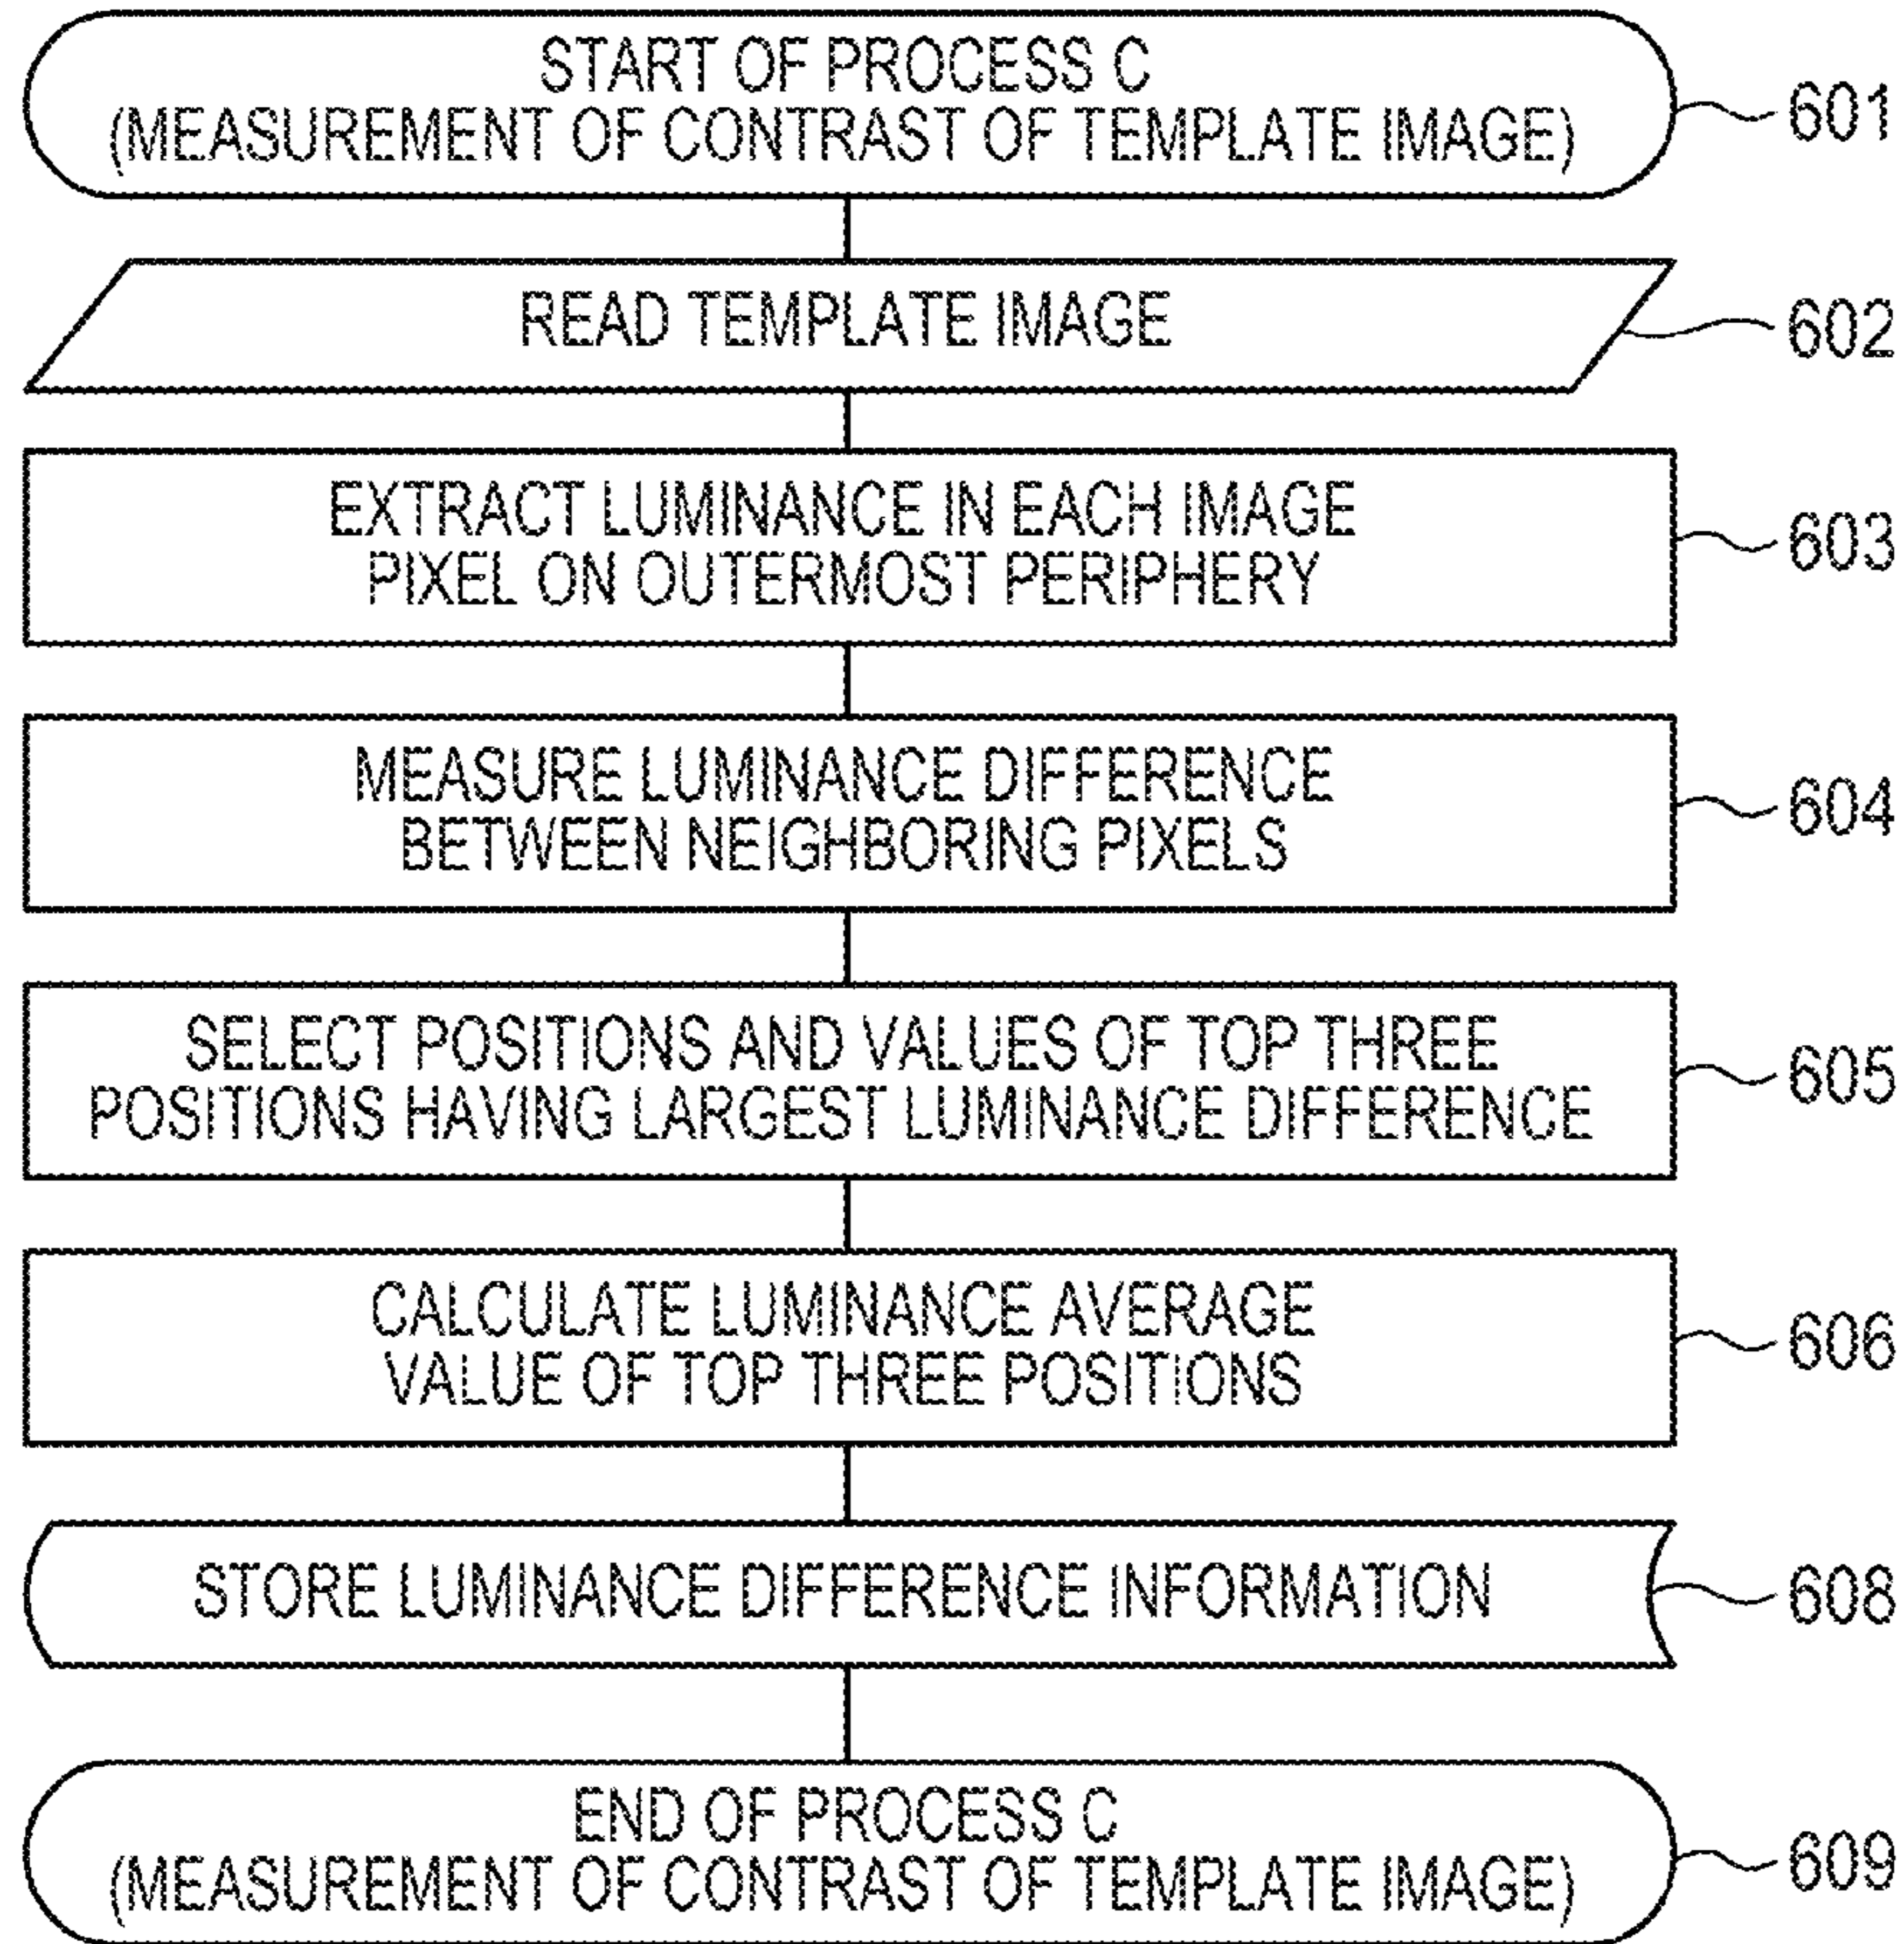 START OF PROCESS C
(MEASUREMENT OF CONTRAST OF TEMPLATE IMAGE)
601
READ TEMPLATE IMAGE
602
EXTRACT LUMINANCE IN EACH IMAGE
PIXEL ON OUTERMOST PERIPHERY
603
MEASURE LUMINANCE DIFFERENCE
BETWEEN NEIGHBORING PIXELS
604
SELECT POSITIONS AND VALUES OF TOP THREE
POSITIONS HAVING LARGEST LUMINANCE DIFFERENCE
605
CALCULATE LUMINANCE AVERAGE
VALUE OF TOP THREE POSITIONS
606
STORE LUMINANCE DIFFERENCE INFORMATION
608
END OF PROCESS C
(MEASUREMENT OF CONTRAST OF TEMPLATE IMAGE)
609